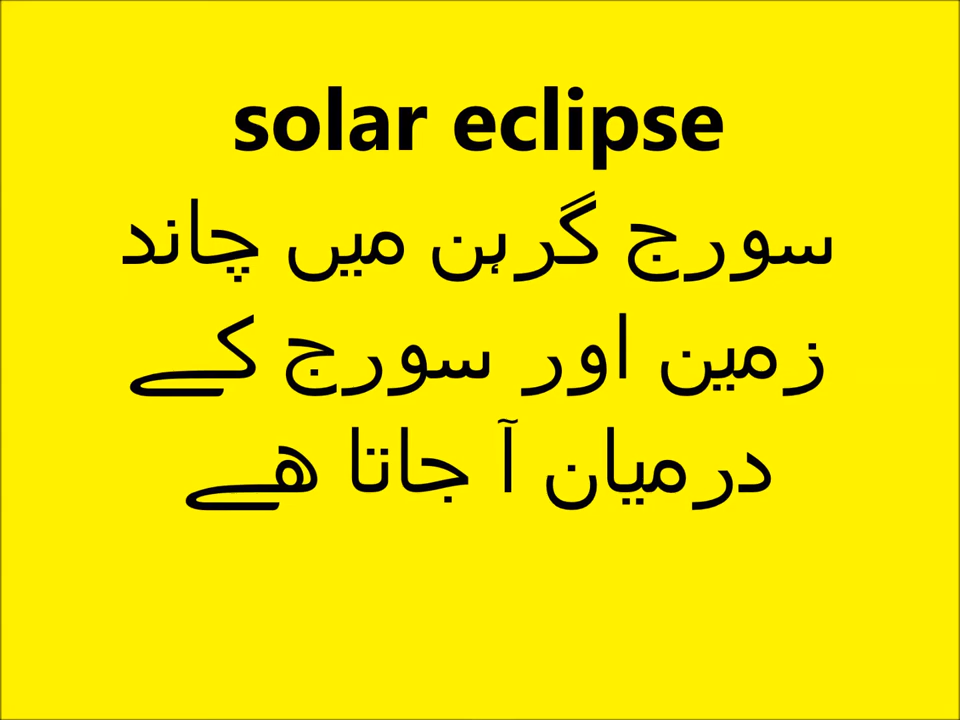 solar eclipse
سورج گرہن میں چاند
زمین اور سورج کے
درمیان آ جاتا ھے